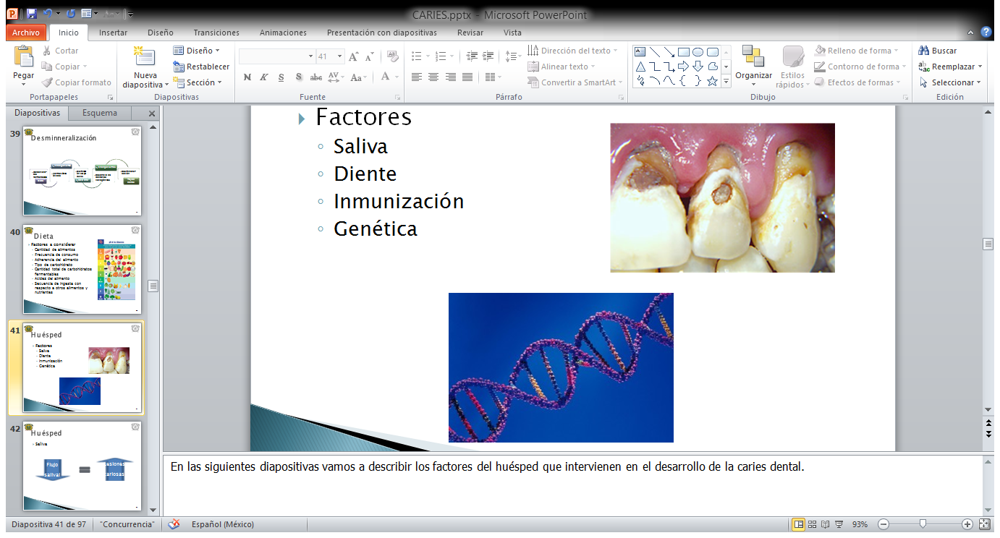 CARIES.pptx - Microsoft PowerPoint
Archivo Inicio Insertar Diseño Transiciones Animaciones Presentación con diapositivas Revisar Vista
Pegar
Cortar
Copiar
Copiar formato
Portapapeles
Nueva diapositiva
Diseño
Restablecer
Sección
Diapositivas
41
N K S S abc AV Aa A
Fuente
Dirección del texto
Alinear texto
Convertir a SmartArt
Párrafo
Organizar
Estilos rápidos
Relleno de forma
Contorno de forma
Efectos de formas
Dibujo
Buscar
Reemplazar
Seleccionar
Edición
Diapositivas Esquema
39
Desminneralización
40
Dieta
Factores a considerar
Cantidad de alimentos
Frecuencia de consumo
Adherencia del alimento
Tipo de carbohidrato
Cantidad total de carbohidratos
fermentables
Acidez del alimento
Secuencia de ingesta con
respecto a otros alimentos y
nutrientes
41
Huésped
Factores
Saliva
Diente
Inmunización
Genética
42
Huésped
Saliva
Flujo
salival
=
lesiones
cariosas
Factores
Saliva
Diente
Inmunización
Genética
En las siguientes diapositivas vamos a describir los factores del huésped que intervienen en el desarrollo de la caries dental.
Diapositiva 41 de 97 "Concurrencia" Español (México) 93%